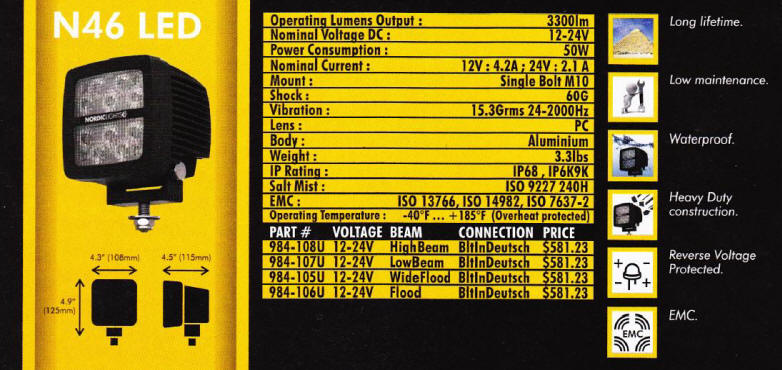 N46 LED
NORDIC LIGHTS
4.3" (108mm) 4.5" (115mm)
4.9"
(125mm)
Operating Lumens Output : 3300lm
Nominal Voltage DC : 12-24V
Power Consumption : 50W
Nominal Current : 12V : 4.2A ; 24V : 2.1 A
Mount : Single Bolt M10
Shock : 60G
Vibration : 15.3Grms 24-2000Hz
Lens : PC
Body : Aluminium
Weight : 3.3lbs
IP Rating : IP68 , IP6K9K
Salt Mist : ISO 9227 240H
EMC : ISO 13766, ISO 14982, ISO 7637-2
Operating Temperature : -40°F ... +185°F (Overheat protected)
PART # VOLTAGE BEAM CONNECTION PRICE
984-108U 12-24V HighBeam BltInDeutsch $581.23
984-107U 12-24V LowBeam BltInDeutsch $581.23
984-105U 12-24V WideFlood BltInDeutsch $581.23
984-106U 12-24V Flood BltInDeutsch $581.23
Long lifetime.
Low maintenance.
Waterproof.
Heavy Duty
construction.
Reverse Voltage
Protected.
EMC
EMC.